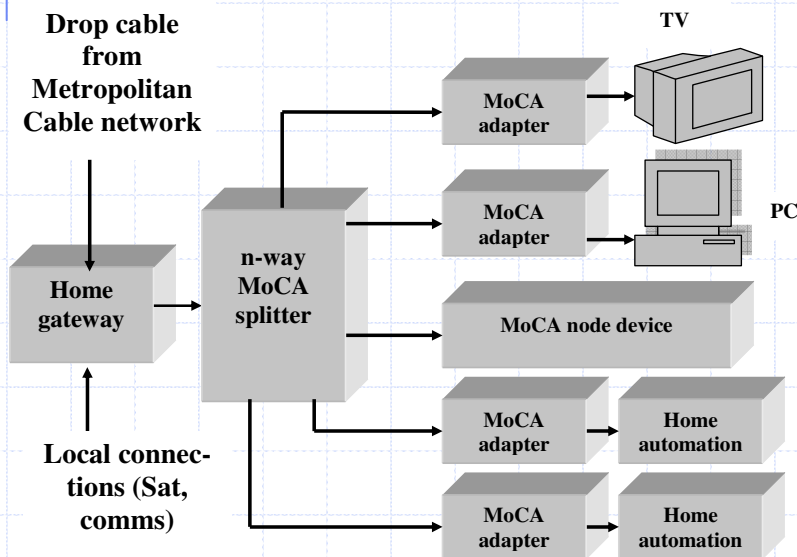 Drop cable
from
Metropolitan
Cable network
Home
gateway
Local connec-
tions (Sat,
comms)
n-way
MoCA
splitter
MoCA
adapter
TV
MoCA
adapter
PC
MoCA node device
MoCA
adapter
Home
automation
MoCA
adapter
Home
automation